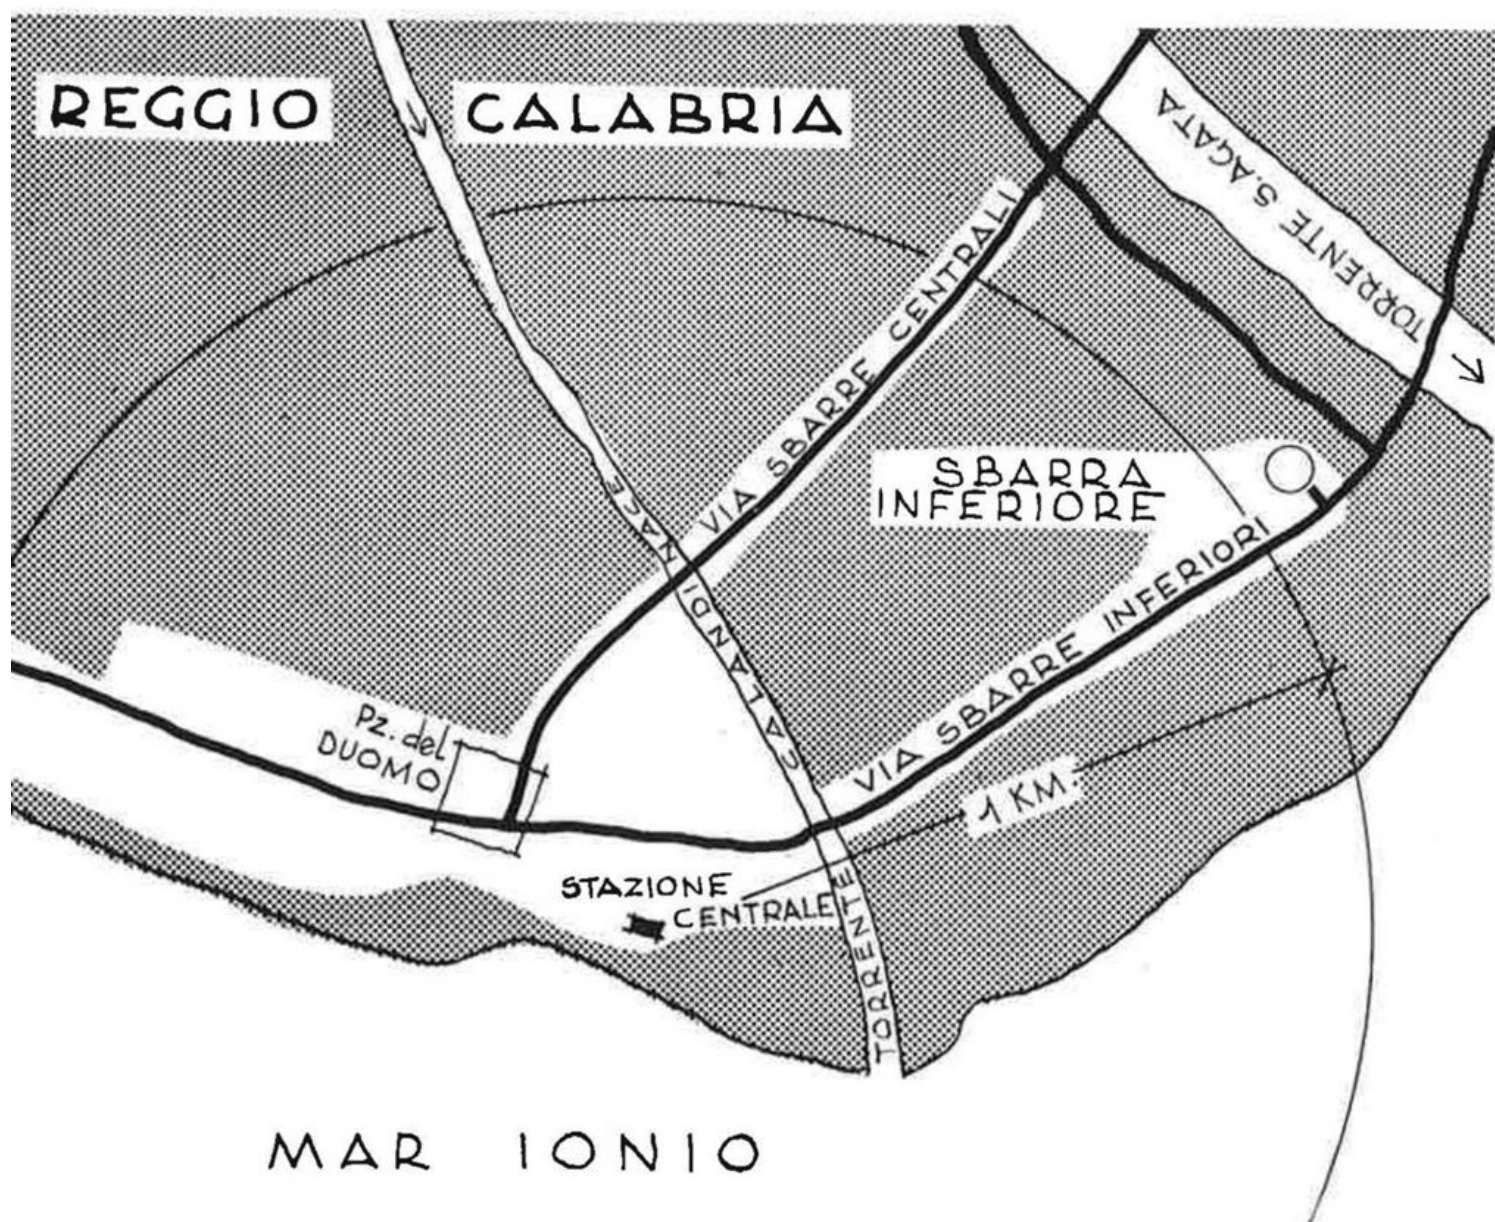 REGGIO CALABRIA
TORRENTE S.AGATA
VIA SBARRE CENTRALI
SBARRA
INFERIORE
VIA SBARRE INFERIORI
TORRENTE CALLANDINACE
Pz. del
DUOMO
1 KM.
STAZIONE
CENTRALE
MAR IONIO